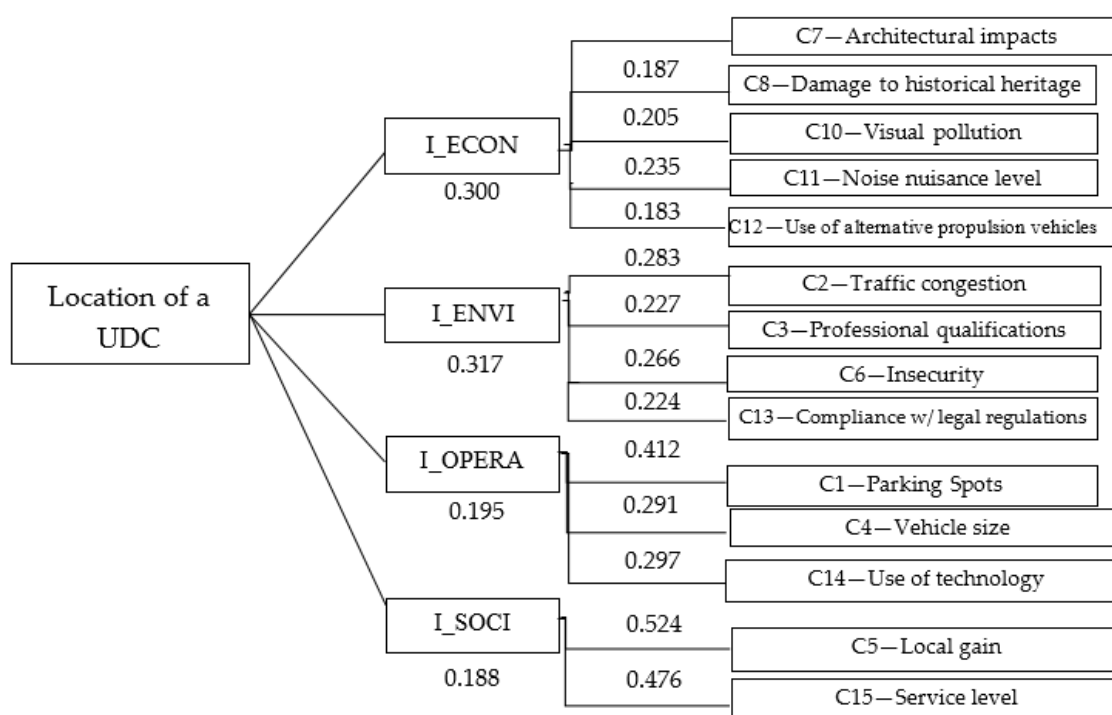 C7—Architectural impacts
0.187
C8—Damage to historical heritage
0.205
I_ECON
C10—Visual pollution
0.235
0.300
C11—Noise nuisance level
0.183
C12—Use of alternative propulsion vehicles
0.283
Location of a
UDC
C2—Traffic congestion
0.227
I_ENVI
C3—Professional qualifications
0.317
0.266
C6—Insecurity
0.224
C13—Compliance w/ legal regulations
0.412
I_OPERA
C1—Parking Spots
0.195
0.291
C4—Vehicle size
0.297
C14—Use of technology
I_SOCI
0.524
C5—Local gain
0.188
0.476
C15—Service level